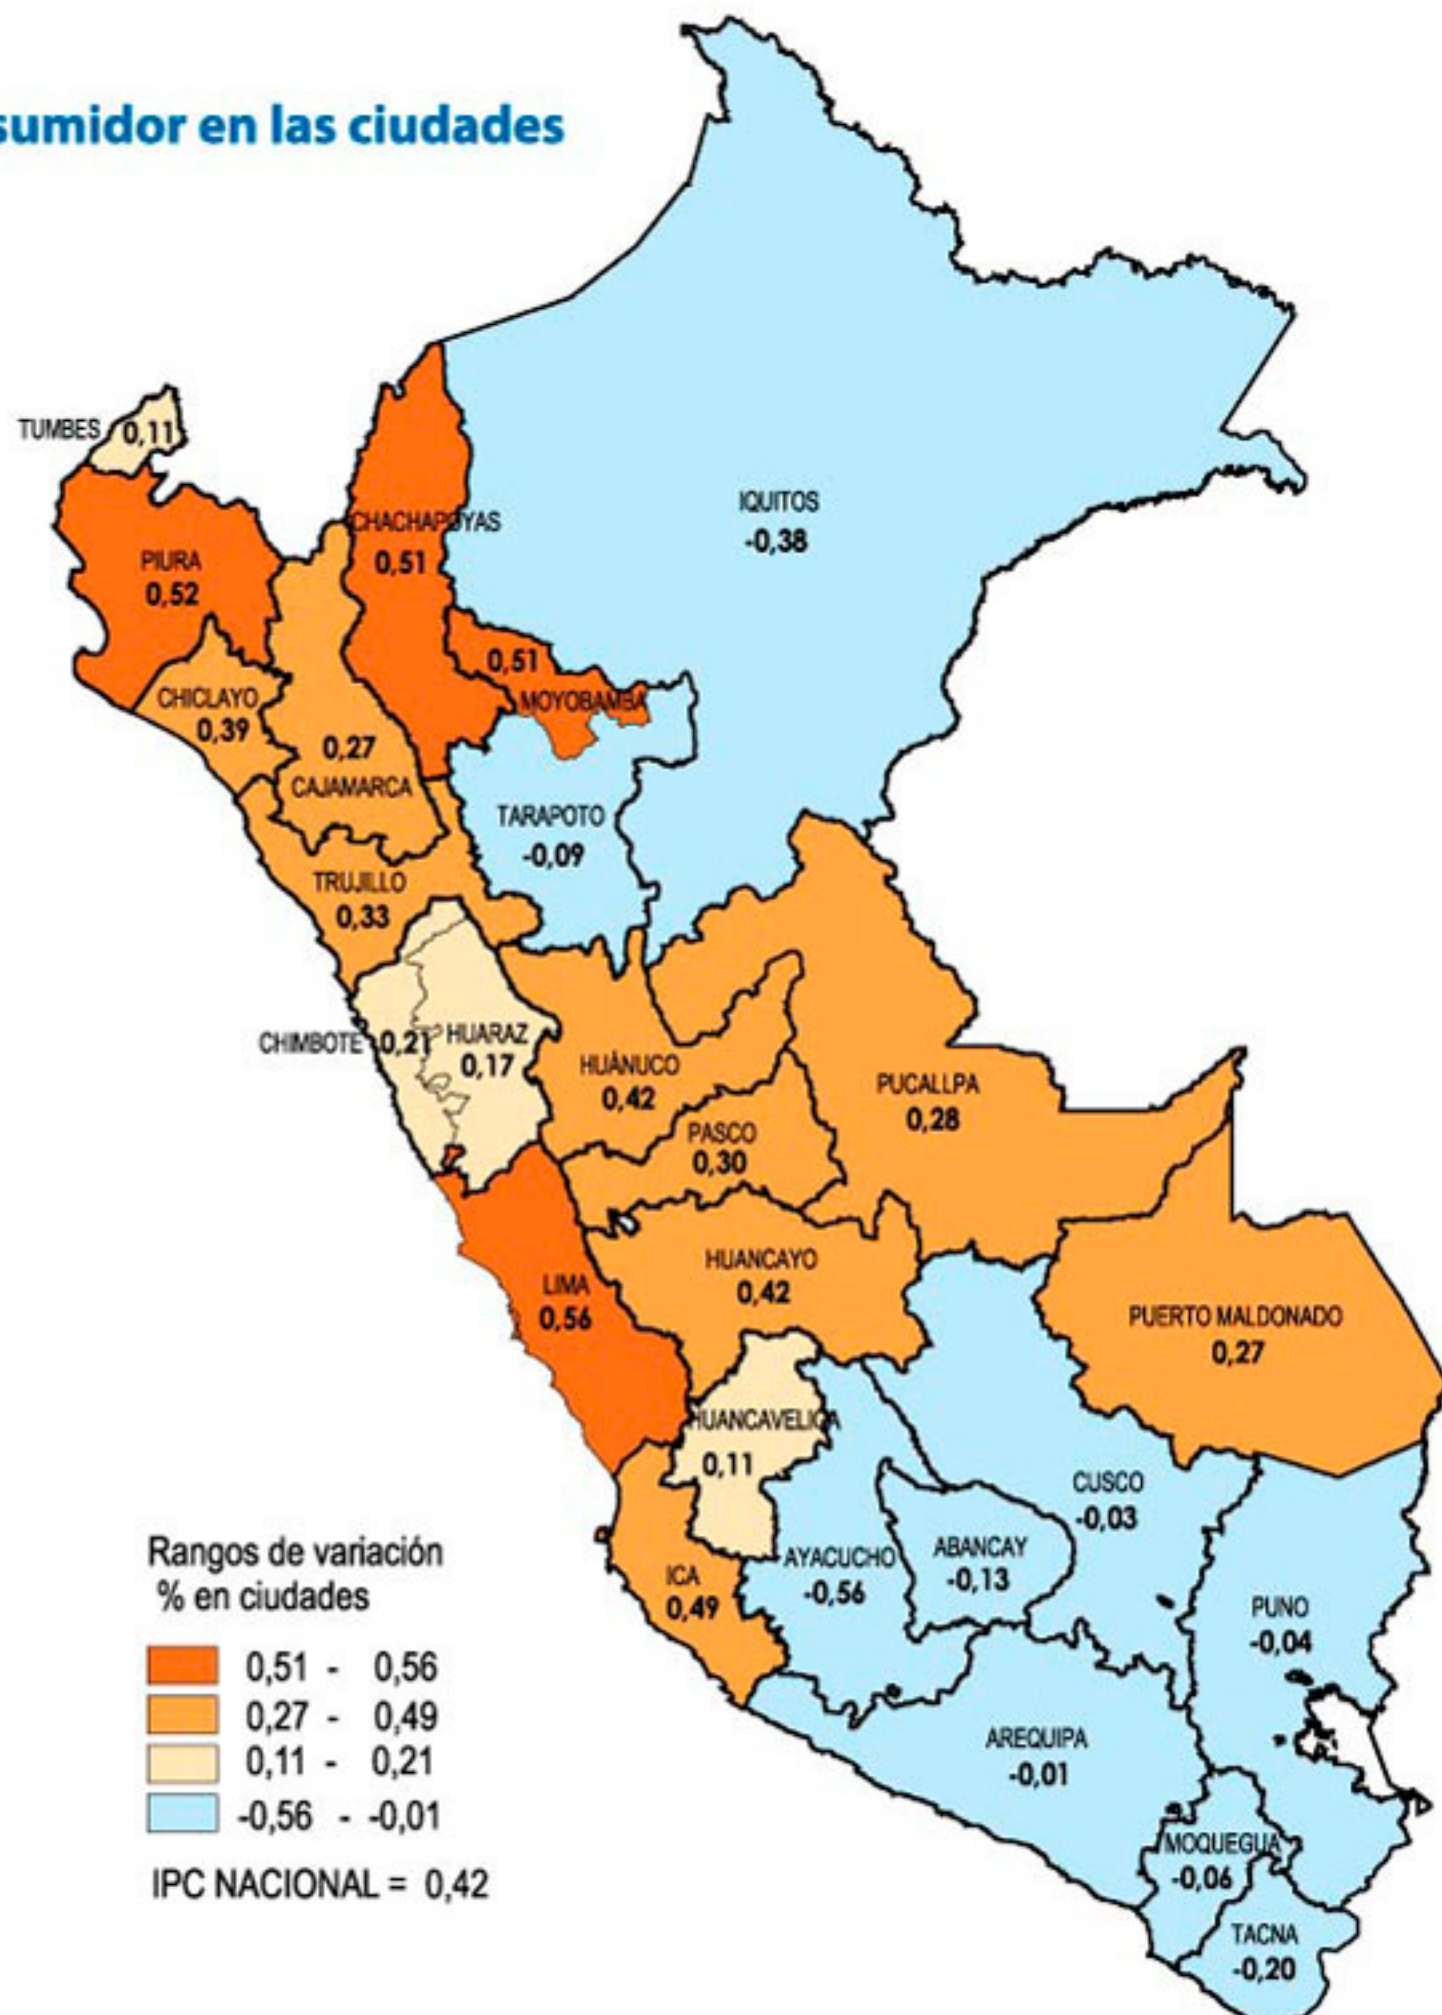 sumidor en las ciudades
TUMBES 0,11
IQUITOS
-0,38
CHACHAPOYAS
0,51
PIURA
0,52
0,51
MOYOBAMBA
CHICLAYO
0,39
0,27
CAJAMARCA
TARAPOTO
-0,09
TRUJILLO
0,33
CHIMBOTE 0,21
HUARAZ
0,17
HUÁNUCO
0,42
PUCALLPA
0,28
PASCO
0,30
HUANCAYO
0,42
LIMA
0,56
PUERTO MALDONADO
0,27
HUANCAVELICA
0,11
CUSCO
-0,03
AYACUCHO
-0,56
ABANCAY
-0,13
ICA
0,49
PUNO
-0,04
AREQUIPA
-0,01
MOQUEGUA
-0,06
TACNA
-0,20
Rangos de variación
% en ciudades
0,51 - 0,56
0,27 - 0,49
0,11 - 0,21
-0,56 - -0,01
IPC NACIONAL = 0,42